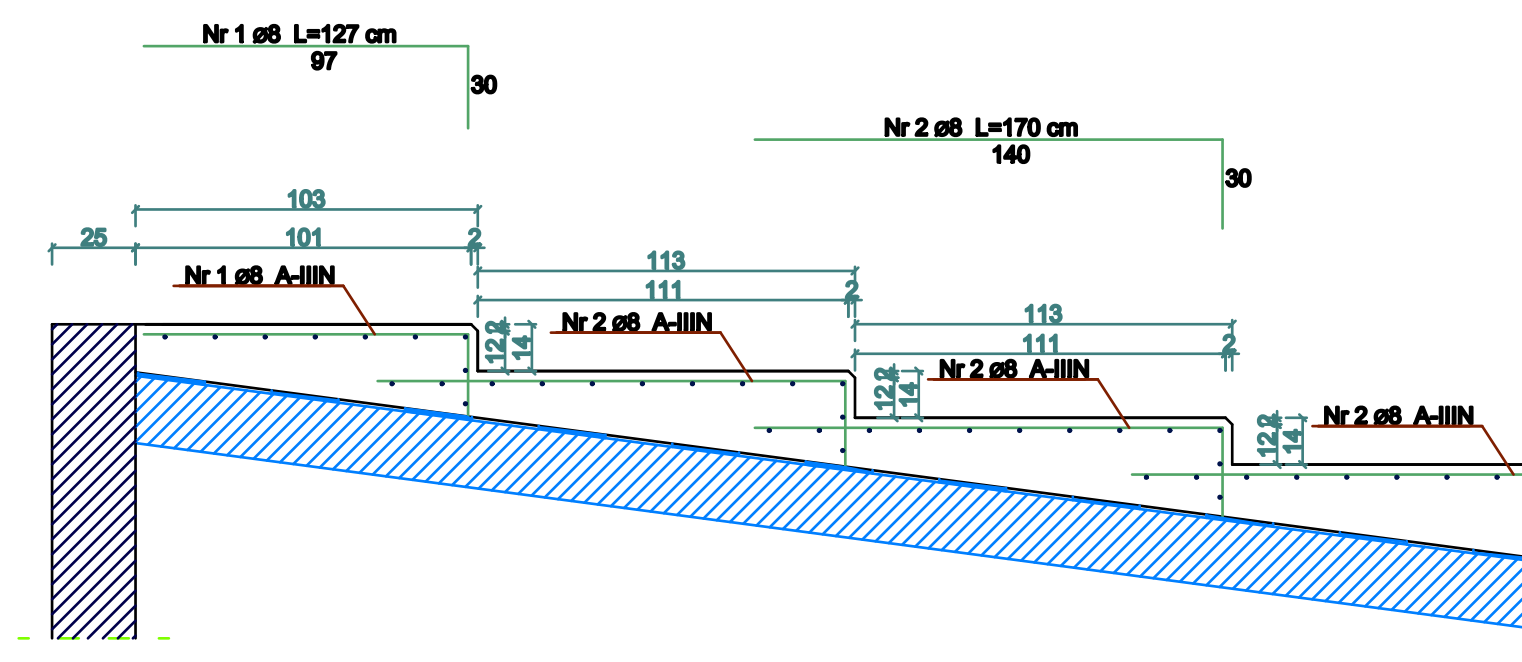 Nr 1 ø8 L=127 cm
97
30
Nr 2 ø8 L=170 cm
140
30
103
25 101 2
Nr 1 ø8 A-IIIN
113
111 2
Nr 2 ø8 A-IIIN
12 2
14
113
111 2
Nr 2 ø8 A-IIIN
12 2
14
Nr 2 ø8 A-IIIN
12 2
14